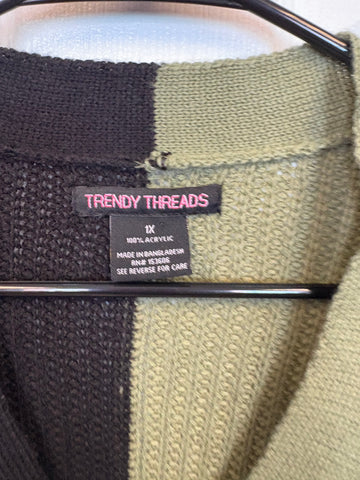 TRENDY THREADS
1X
100% ACRYLIC
MADE IN BANGLADESH
RN# 153606
SEE REVERSE FOR CARE